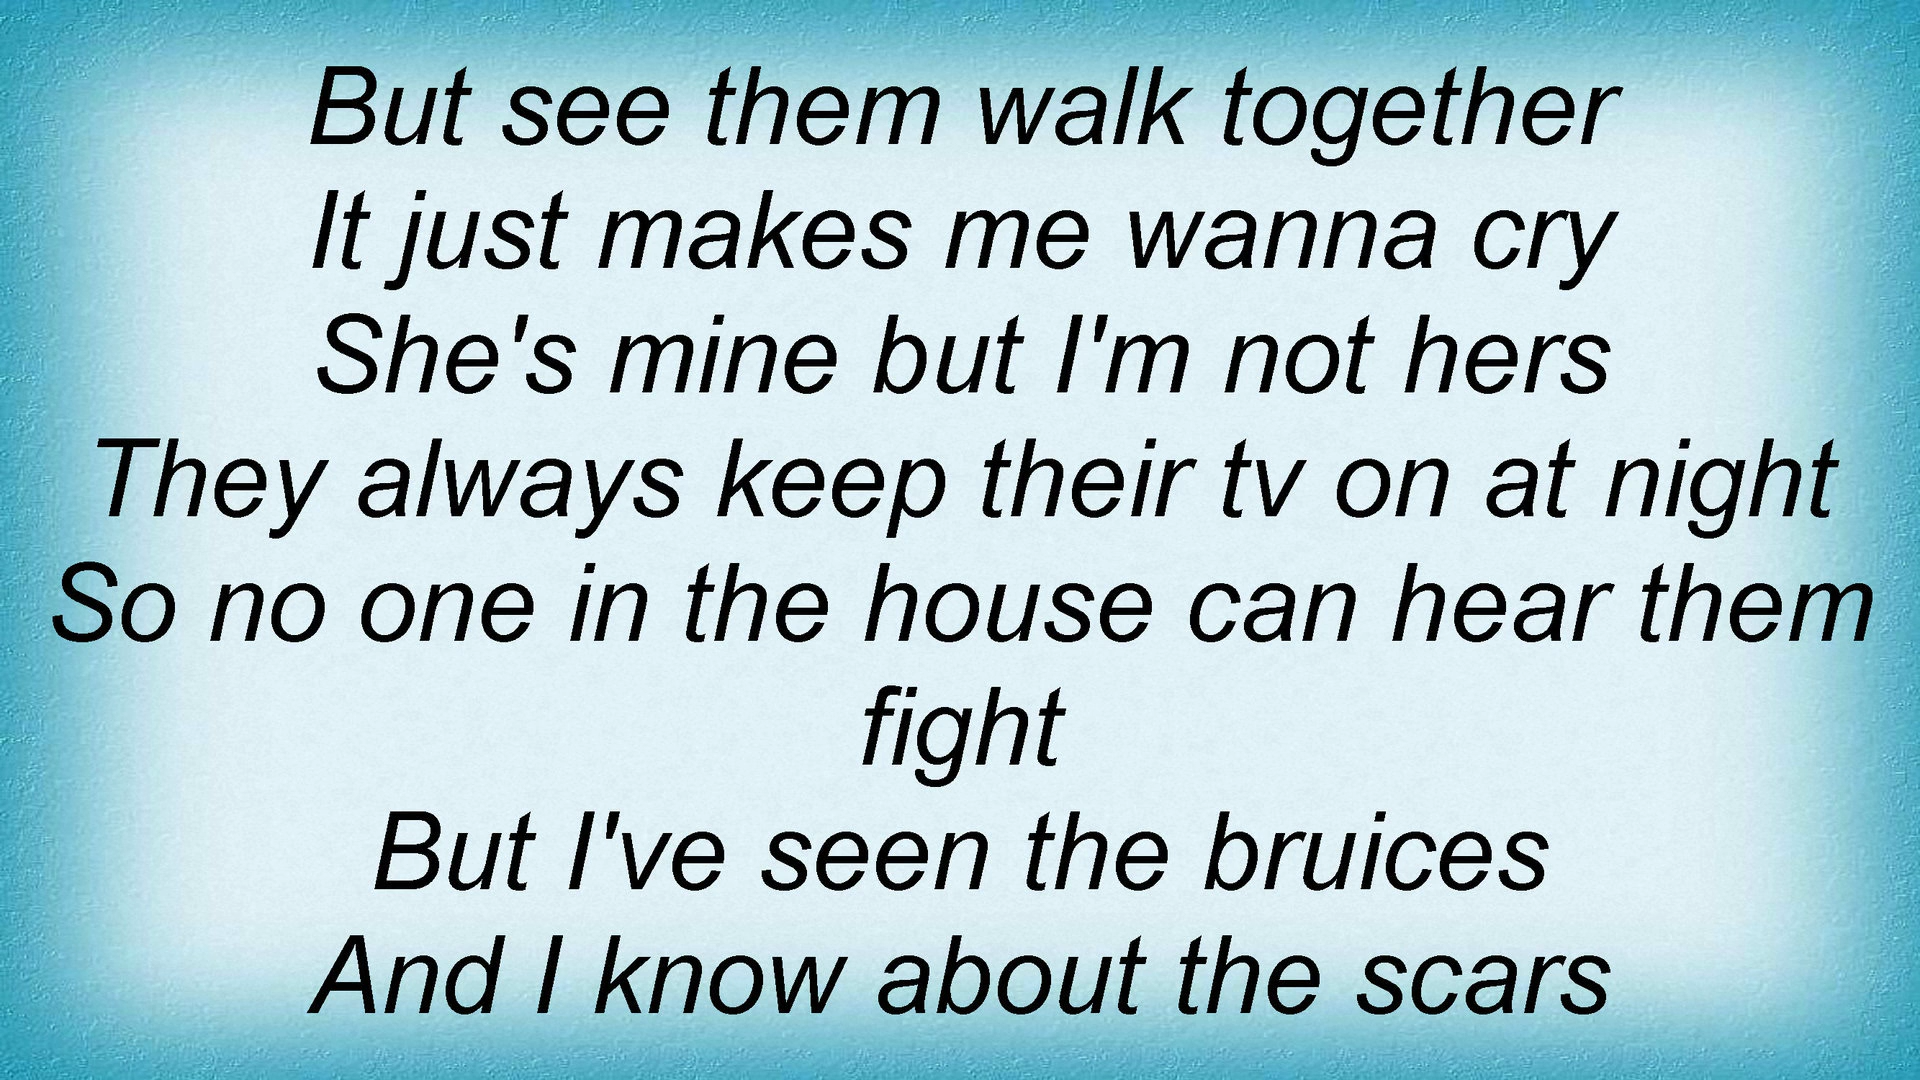 But see them walk together
It just makes me wanna cry
She's mine but I'm not hers
They always keep their tv on at night
So no one in the house can hear them
fight
But I've seen the bruices
And I know about the scars